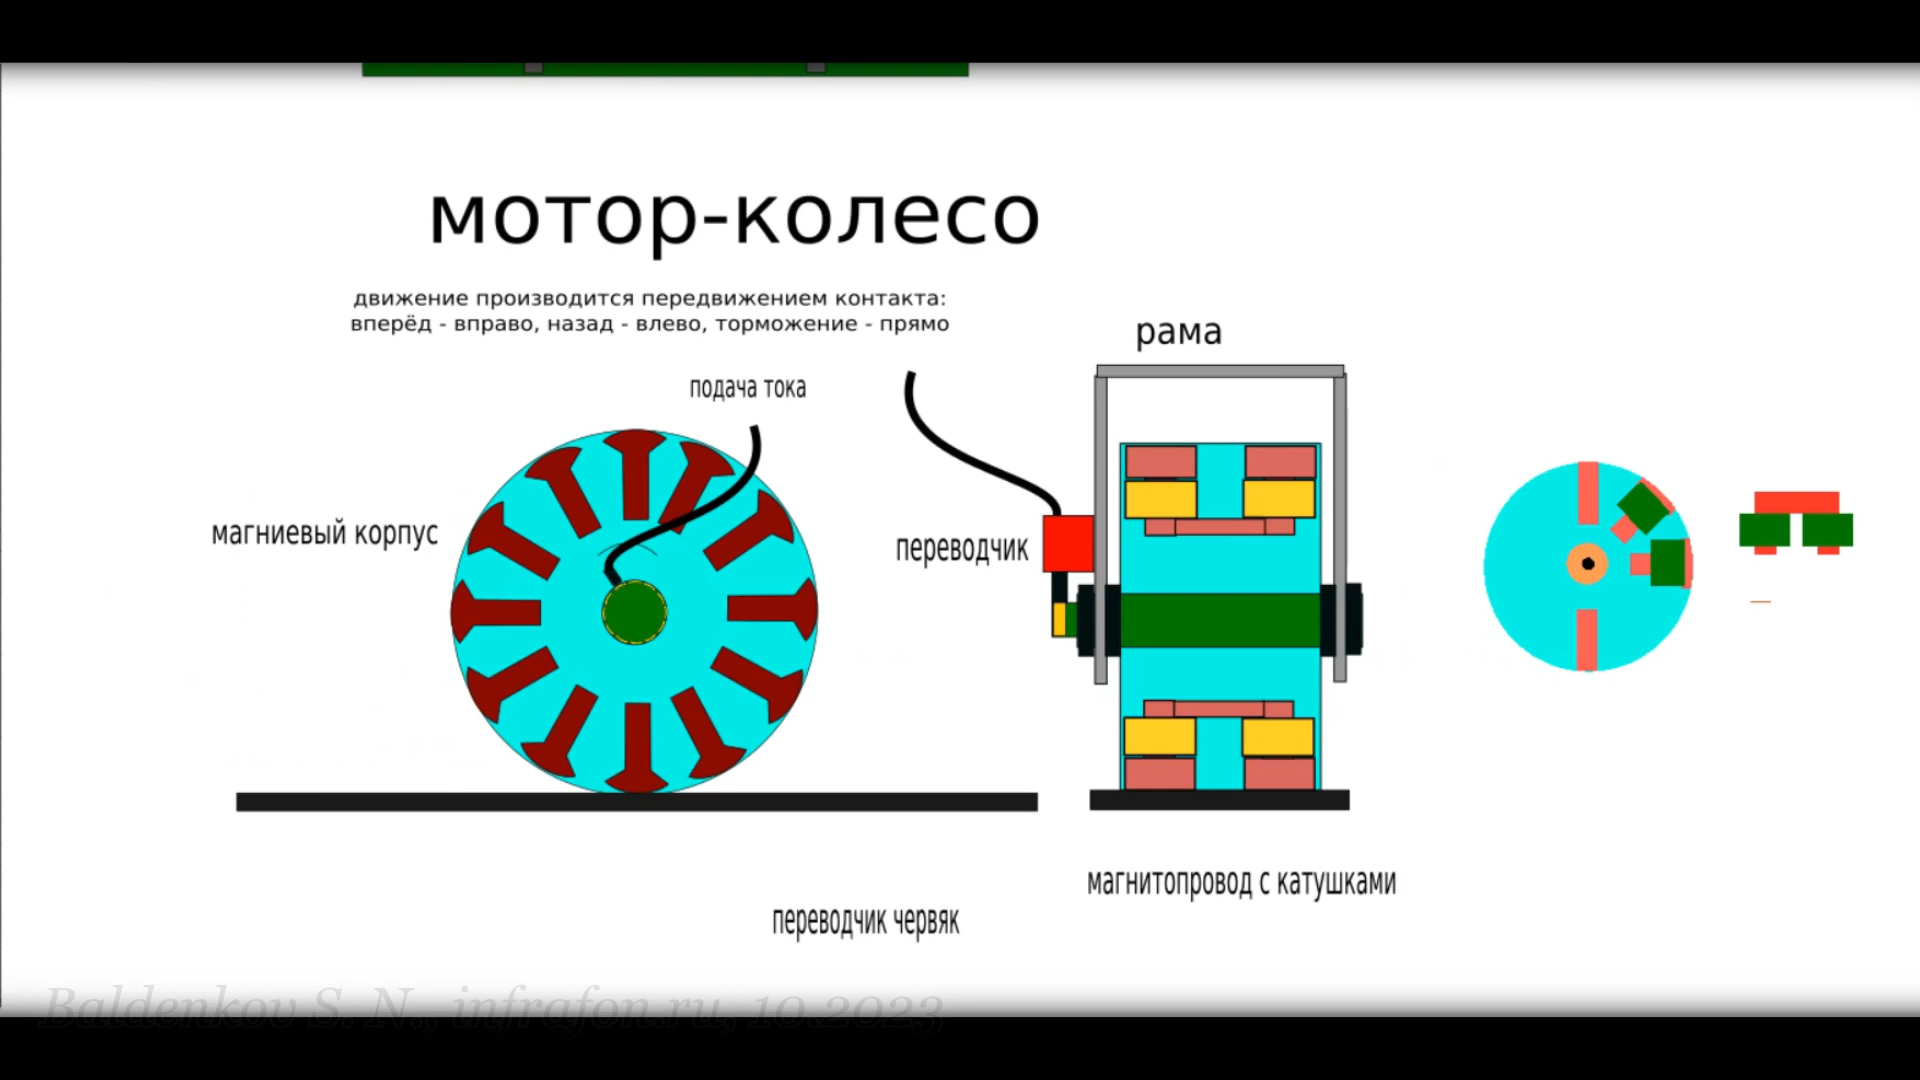 мотор-колесо
движение производится передвижением контакта:
вперёд - вправо, назад - влево, торможение - прямо
рама
подача тока
магниевый корпус
переводчик
магнитопровод с катушками
переводчик червяк
Baldenkov S. N., infrafon.ru, 10.2023